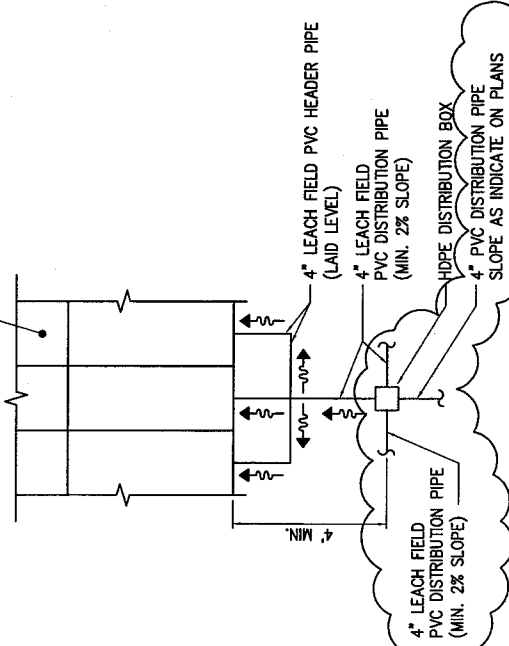 4" LEACH FIELD PVC HEADER PIPE
(LAID LEVEL)
4" LEACH FIELD
PVC DISTRIBUTION PIPE
(MIN. 2% SLOPE)
HDPE DISTRIBUTION BOX
4" PVC DISTRIBUTION PIPE
SLOPE AS INDICATE ON PLANS
4' MIN.
4" LEACH FIELD
PVC DISTRIBUTION PIPE
(MIN. 2% SLOPE)